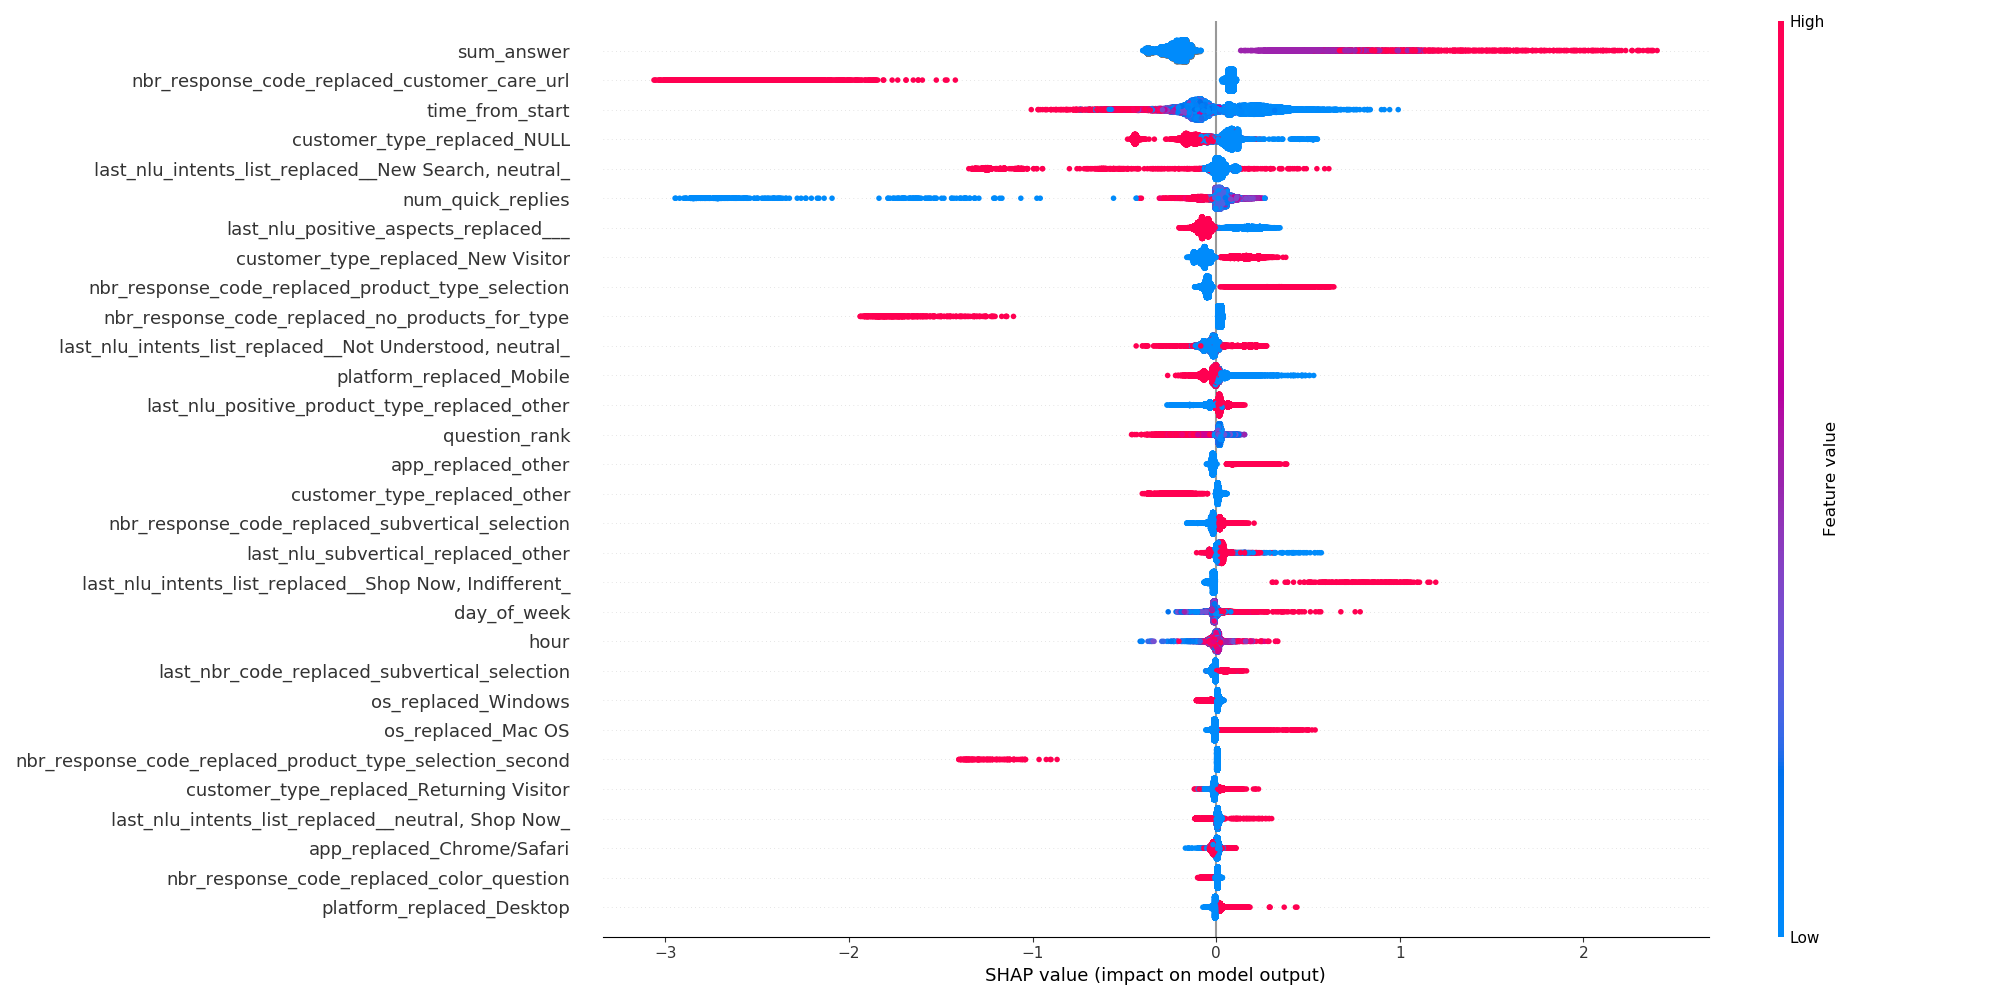 High
sum_answer
nbr_response_code_replaced_customer_care_url
time_from_start
customer_type_replaced_NULL
last_nlu_intents_list_replaced__New Search, neutral_
num_quick_replies
last_nlu_positive_aspects_replaced___
customer_type_replaced_New Visitor
nbr_response_code_replaced_product_type_selection
nbr_response_code_replaced_no_products_for_type
last_nlu_intents_list_replaced__Not Understood, neutral_
platform_replaced_Mobile
last_nlu_positive_product_type_replaced_other
question_rank
app_replaced_other
customer_type_replaced_other
nbr_response_code_replaced_subvertical_selection
last_nlu_subvertical_replaced_other
last_nlu_intents_list_replaced__Shop Now, Indifferent_
day_of_week
hour
last_nbr_code_replaced_subvertical_selection
os_replaced_Windows
os_replaced_Mac OS
nbr_response_code_replaced_product_type_selection_second
customer_type_replaced_Returning Visitor
last_nlu_intents_list_replaced__neutral, Shop Now_
app_replaced_Chrome/Safari
nbr_response_code_replaced_color_question
platform_replaced_Desktop
Feature value
Low
−3 −2 −1 0 1 2
SHAP value (impact on model output)